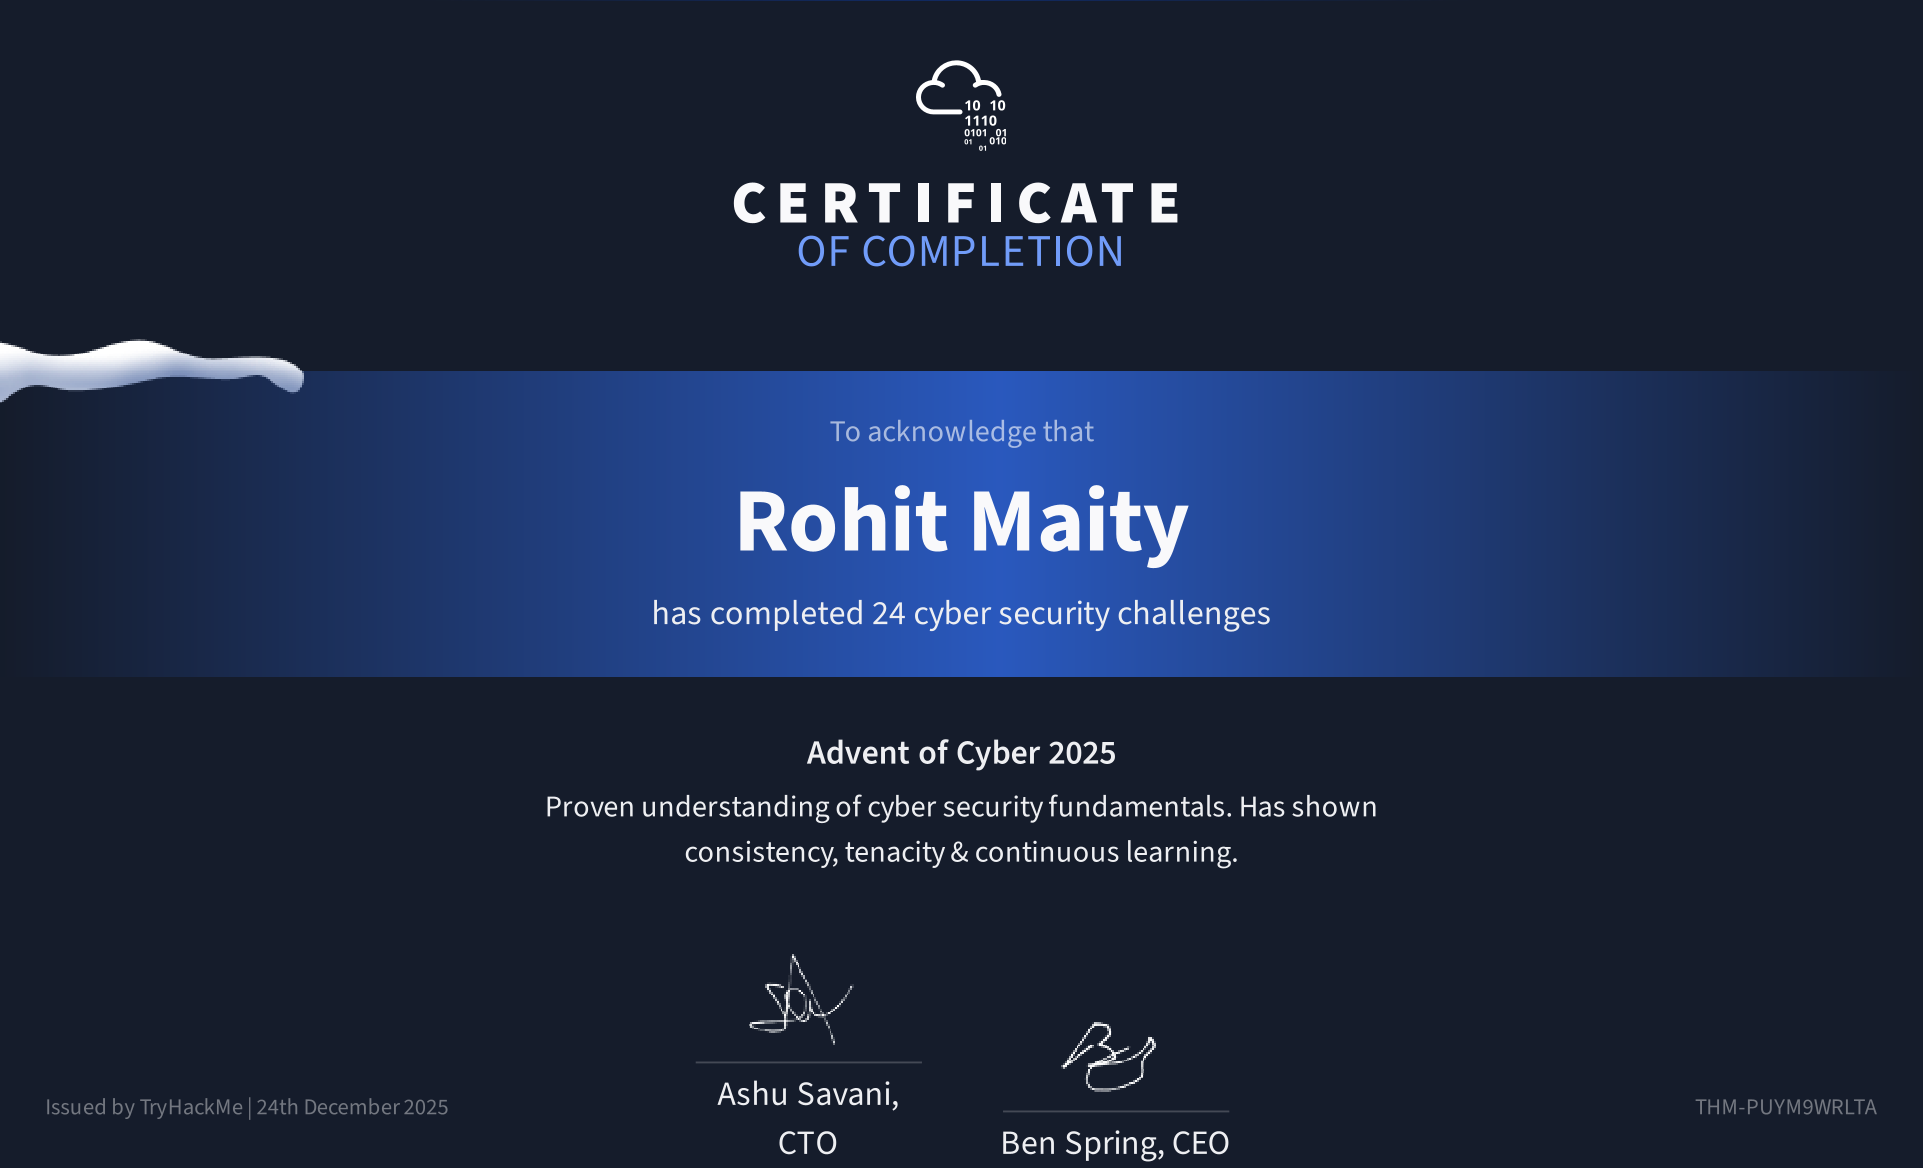 10 10
1110
0101 01
01 010
01
CERTIFICATE
OF COMPLETION
To acknowledge that
Rohit Maity
has completed 24 cyber security challenges
Advent of Cyber 2025
Proven understanding of cyber security fundamentals. Has shown
consistency, tenacity & continuous learning.
Ashu Savani,
CTO
Ben Spring, CEO
Issued by TryHackMe | 24th December 2025
THM-PUYM9WRLTA